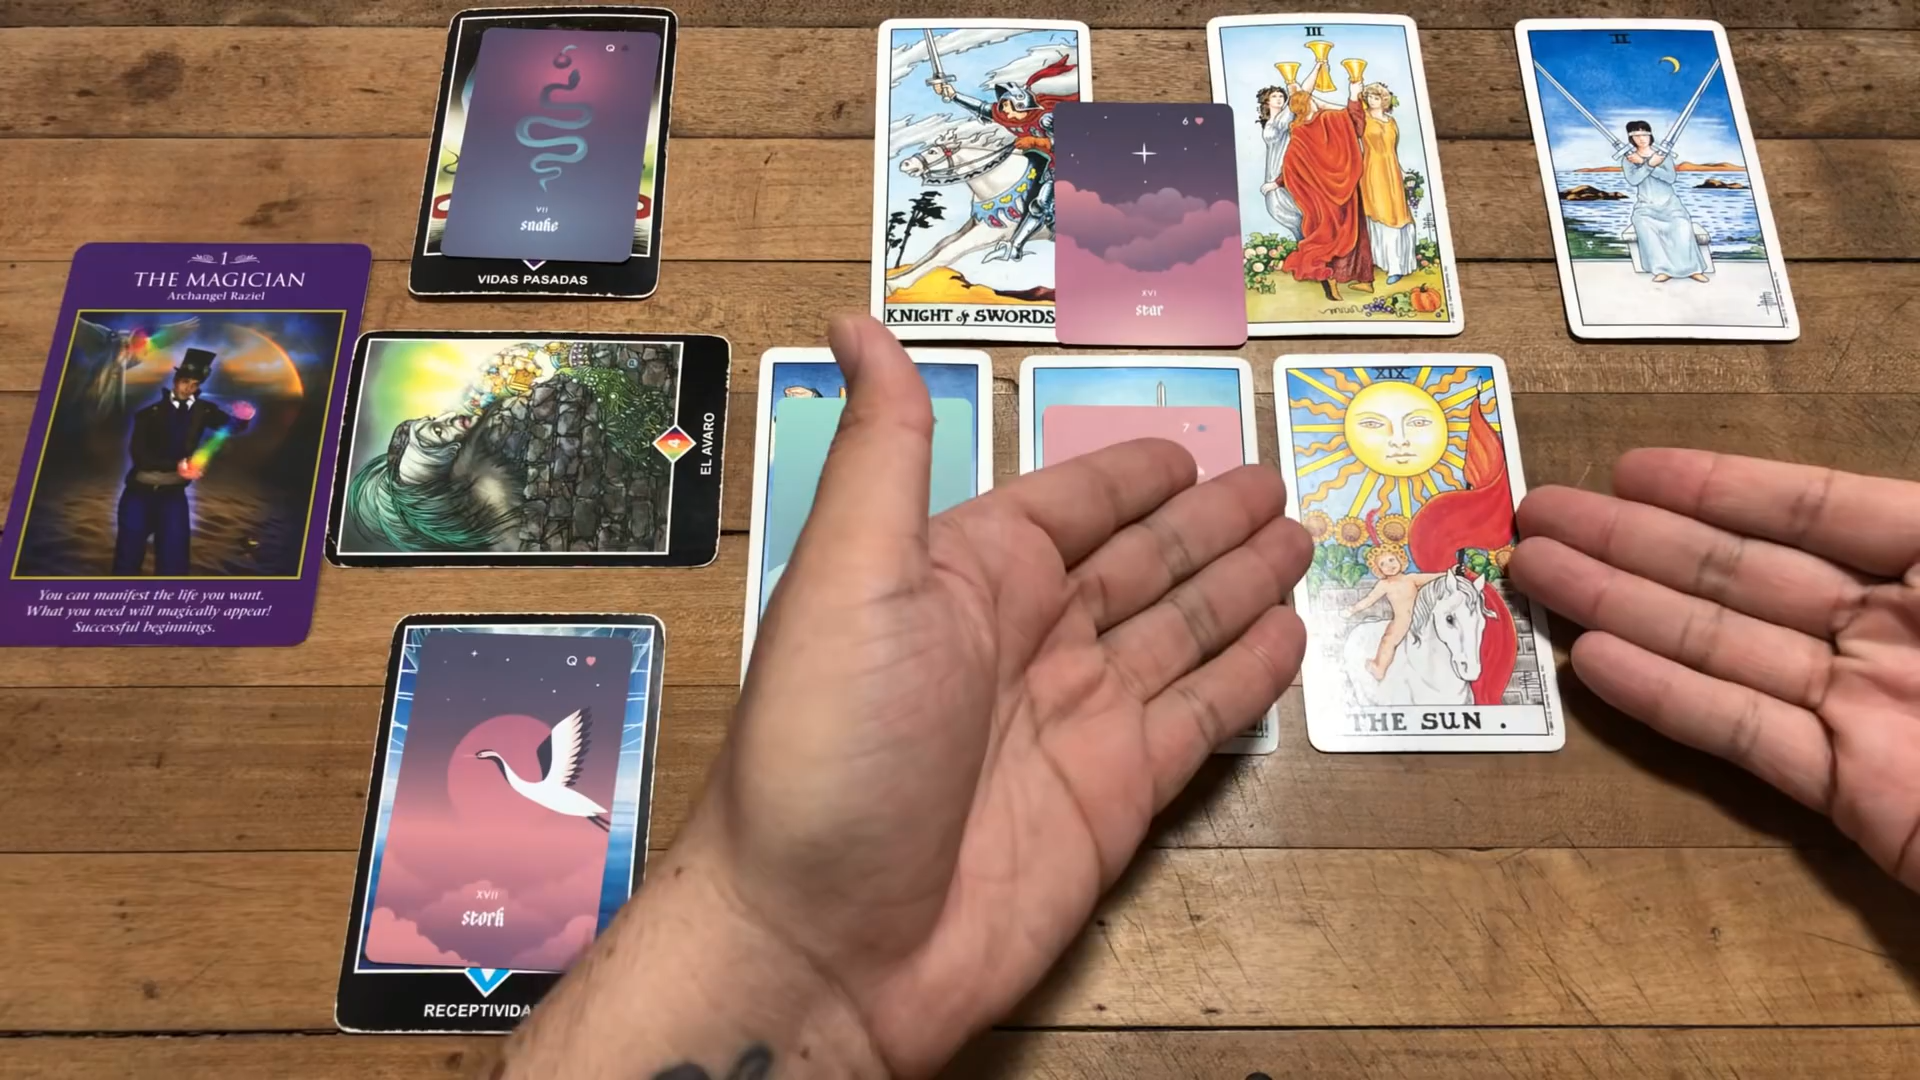 1
THE MAGICIAN
Archangel Raziel
You can manifest the life you want.
What you need will magically appear!
Successful beginnings.
Q
VII
snake
VIDAS PASADAS
4
EL AVARO
Q
XVII
stork
KNIGHT of SWORDS
6
XVI
star
III
II
7
XIX
THE SUN .